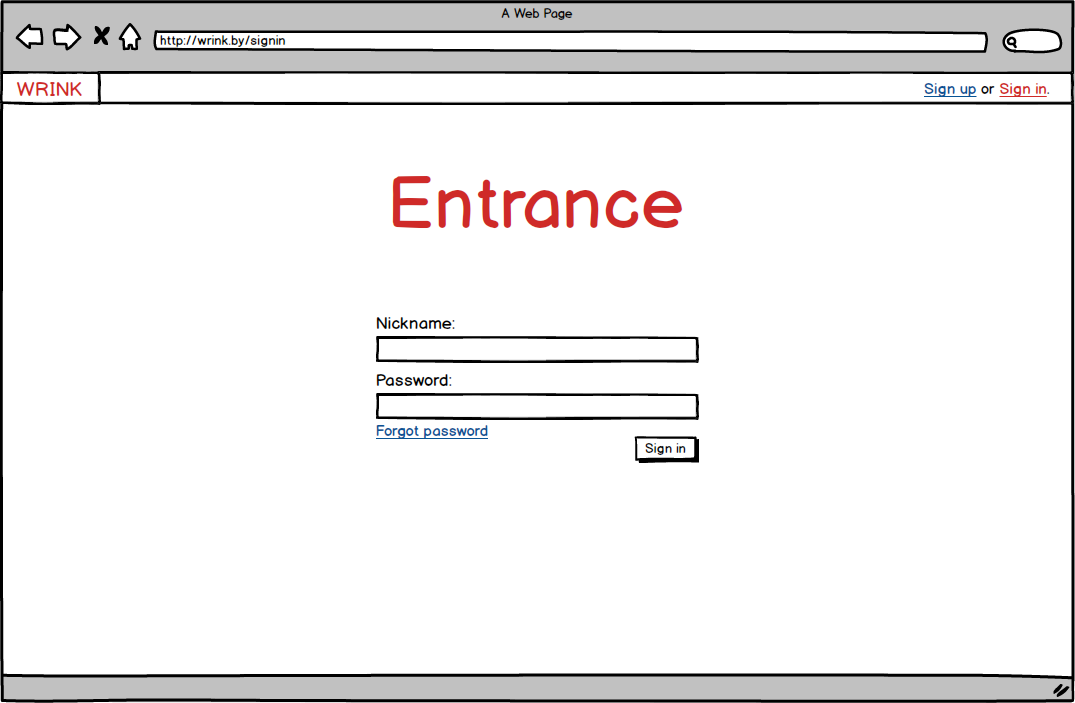 A Web Page
http://wrink.by/signin
WRINK
Sign up or Sign in.
Entrance
Nickname:
Password:
Forgot password
Sign in